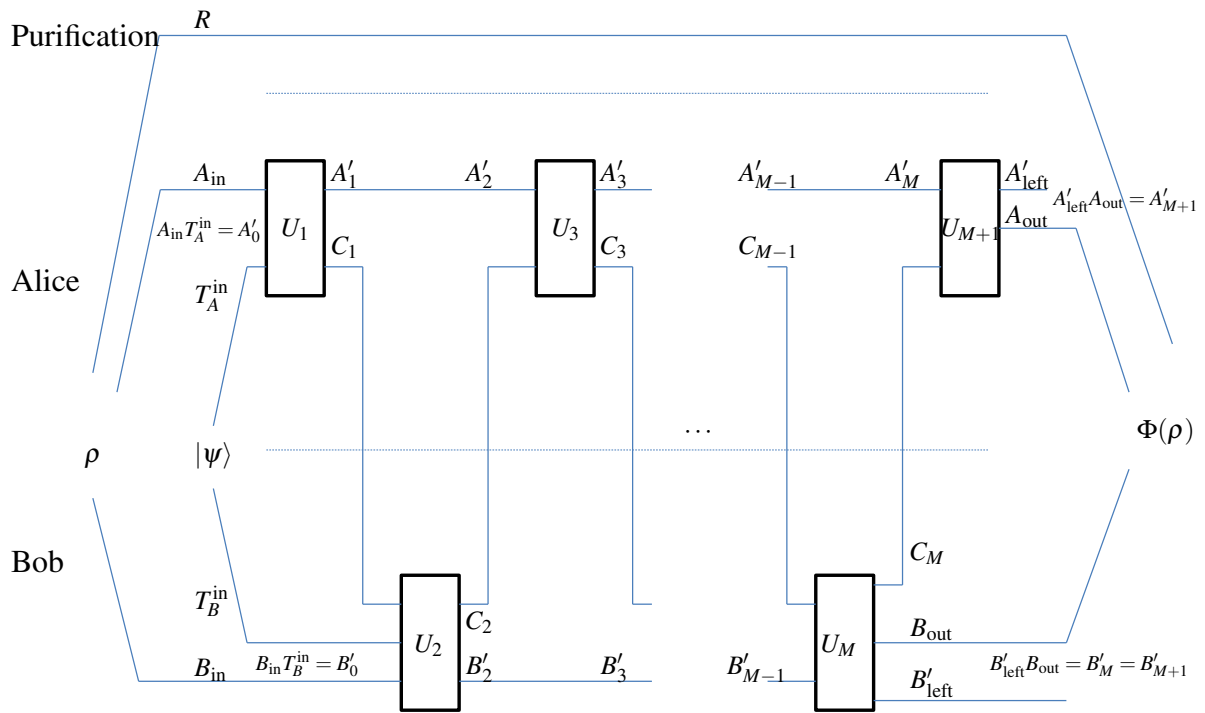 Purification
R
A_in A′_1 A′_2 A′_3 A′_{M−1} A′_M A′_left
A′_left A_out = A′_{M+1}
A_out
A_in T_A^in = A′_0 U_1 U_3 U_{M+1}
C_1 C_3 C_{M−1}
Alice
T_A^in
...
Φ(ρ)
ρ |ψ⟩
C_M
Bob
T_B^in
C_2
U_2 B_out
U_M
B_in B_in T_B^in = B′_0 B′_2 B′_3 B′_{M−1} B′_left B_out = B′_M = B′_{M+1}
B′_left